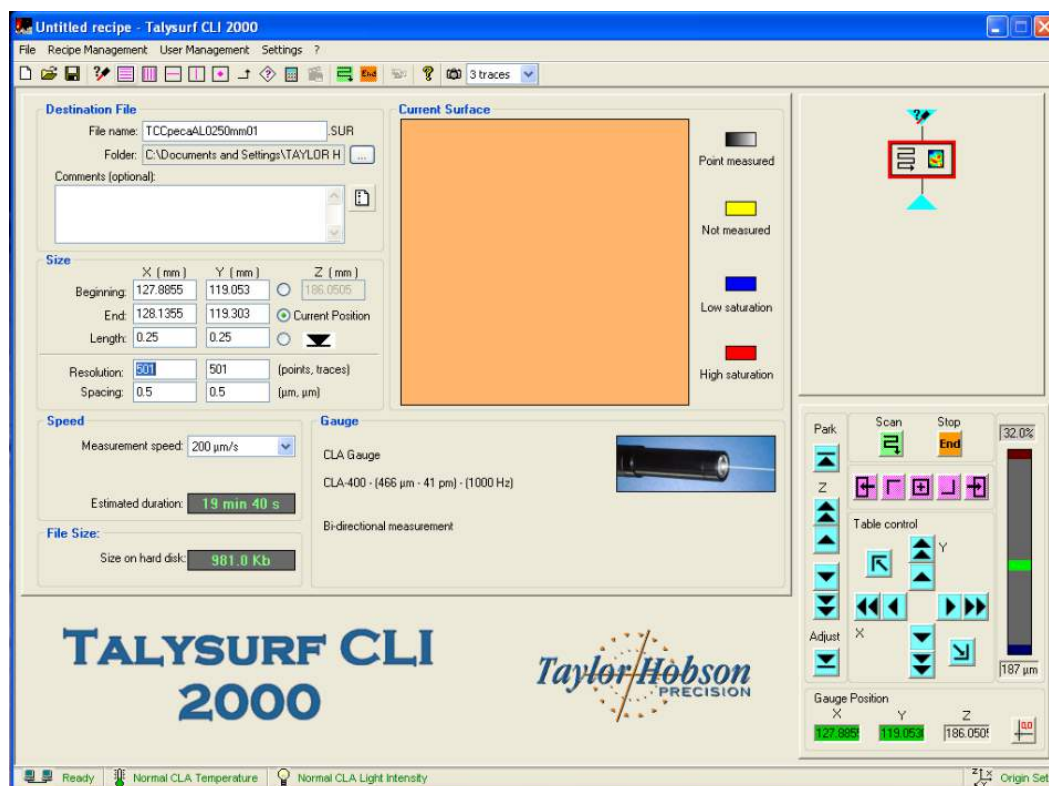 Untitled recipe - Talysurf CLI 2000
File Recipe Management User Management Settings ?
End 3 traces
Destination File
File name: TCCpecaAL0250mm01 .SUR
Folder: C:\Documents and Settings\TAYLOR H ...
Comments (optional):
Size
X ( mm ) Y ( mm ) Z ( mm )
Beginning: 127.8855 119.053 186.0505
End: 128.1355 119.303 Current Position
Length: 0.25 0.25
Resolution: 501 501 (points, traces)
Spacing: 0.5 0.5 (µm, µm)
Speed
Measurement speed: 200 µm/s
Estimated duration: 19 min 40 s
File Size:
Size on hard disk: 981.0 Kb
Current Surface
Point measured
Not measured
Low saturation
High saturation
Gauge
CLA Gauge
CLA-400 - (466 µm - 41 pm) - (1000 Hz)
Bi-directional measurement
Park Scan Stop 32.0%
End
Z
Table control
Y
Adjust X
187 µm
Gauge Position
X Y Z
127.885 119.053 186.050
0,0
TALYSURF CLI
2000
Taylor Hobson
PRECISION
Ready Normal CLA Temperature Normal CLA Light Intensity Z X Y Origin Set